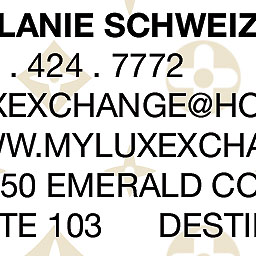 LANIE SCHWEIZ
. 424 . 7772
XEXCHANGE@HO
WW.MYLUXEXCHA
50 EMERALD CO
TE 103 DESTI